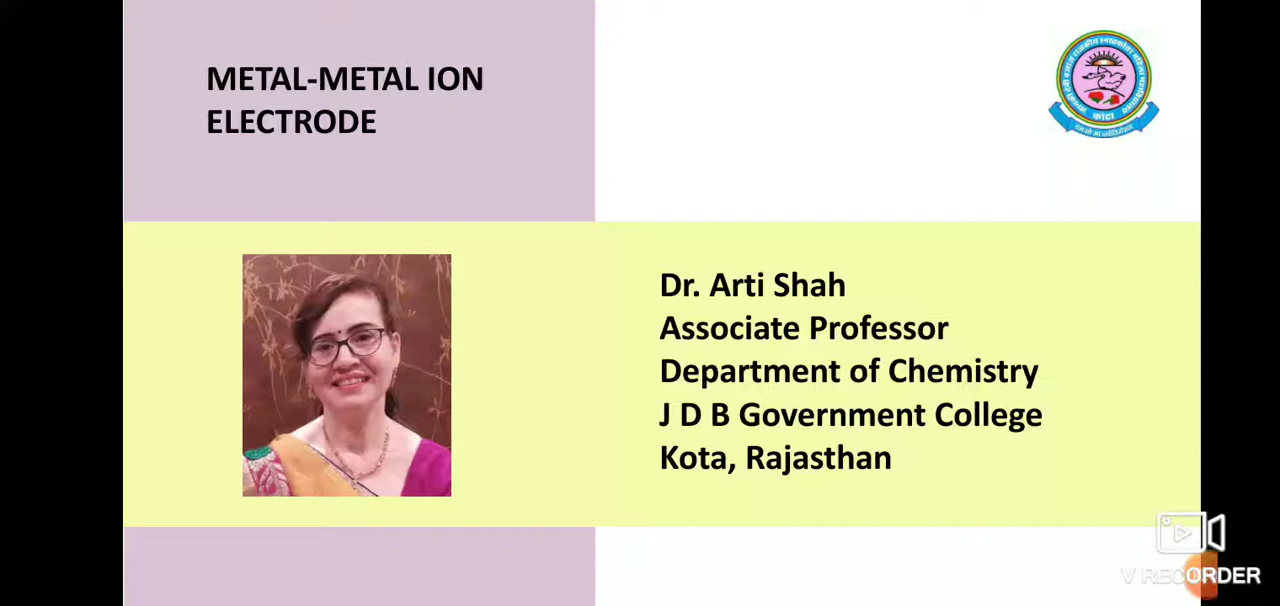 METAL-METAL ION
ELECTRODE
कोटा
Dr. Arti Shah
Associate Professor
Department of Chemistry
J D B Government College
Kota, Rajasthan
V RECORDER